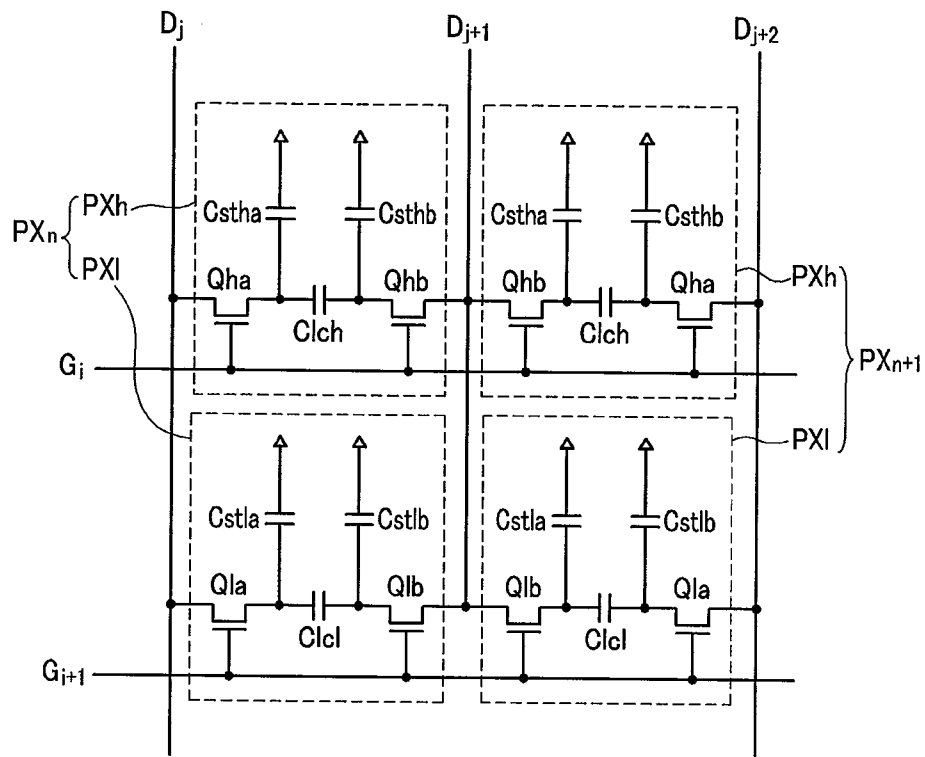 Dj Dj+1 Dj+2
PXn PXh PXl
Cstha Csthb Cstha Csthb
PXh
Qha Qhb Qhb Qha
Clch Clch
Gi
PXn+1
PXl
Cstla Cstlb Cstla Cstlb
Qla Qlb Qlb Qla
Clcl Clcl
Gi+1